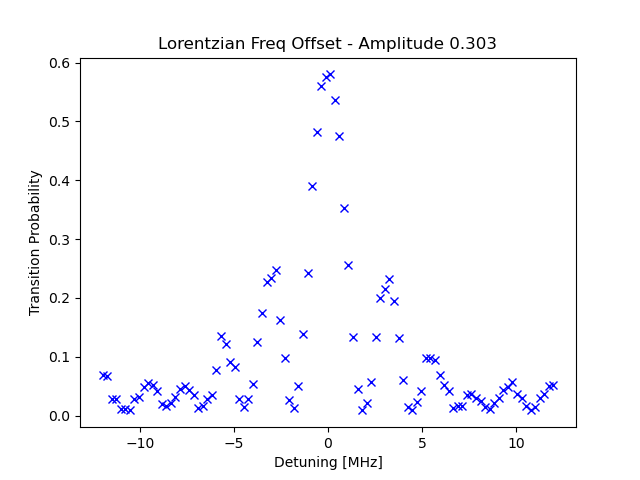 Lorentzian Freq Offset - Amplitude 0.303
Transition Probability
0.6
0.5
0.4
0.3
0.2
0.1
0.0
−10 −5 0 5 10
Detuning [MHz]